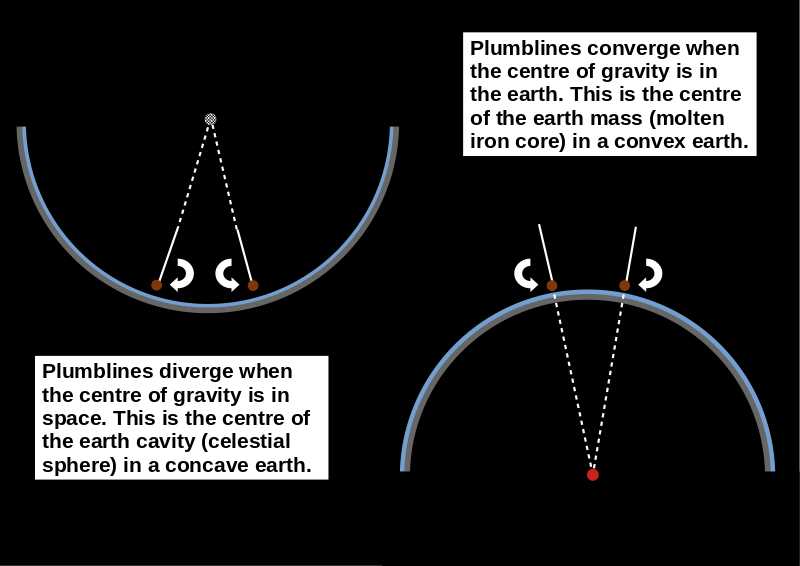 Plumblines converge when
the centre of gravity is in
the earth. This is the centre
of the earth mass (molten
iron core) in a convex earth.
Plumblines diverge when
the centre of gravity is in
space. This is the centre of
the earth cavity (celestial
sphere) in a concave earth.